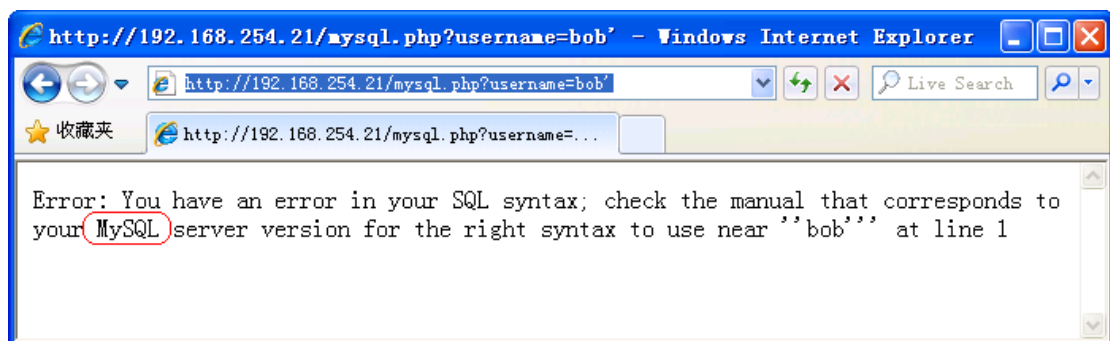 http://192.168.254.21/mysql.php?username=bob' - Windows Internet Explorer
http://192.168.254.21/mysql.php?username=bob'
Live Search
收藏夹
http://192.168.254.21/mysql.php?username=...
Error: You have an error in your SQL syntax; check the manual that corresponds to
your MySQL server version for the right syntax to use near ''bob''' at line 1